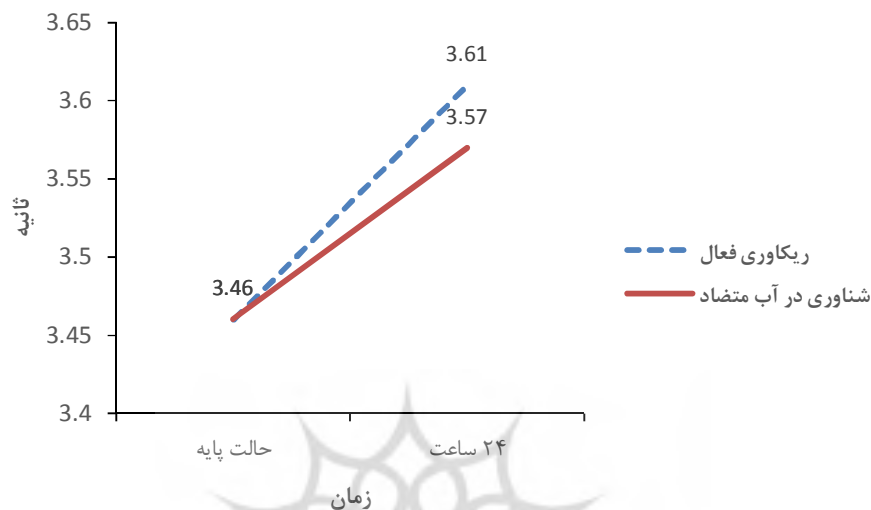 3.65
3.6
3.55
3.5
3.45
3.4
ثانیه
3.61
3.57
3.46
حالت پایه
۲۴ ساعت
زمان
ریکاوری فعال
شناوری در آب متضاد